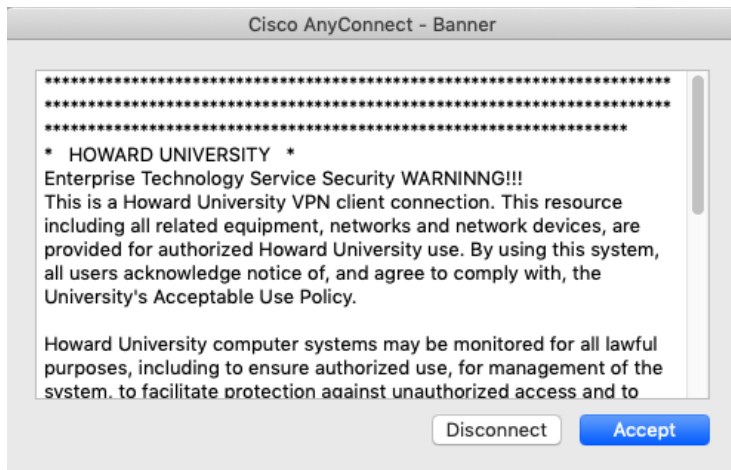 Cisco AnyConnect - Banner
************************************************************************
************************************************************************
*******************************************************************
*   HOWARD UNIVERSITY   *
Enterprise Technology Service Security WARNINNG!!!
This is a Howard University VPN client connection. This resource
including all related equipment, networks and network devices, are
provided for authorized Howard University use. By using this system,
all users acknowledge notice of, and agree to comply with, the
University's Acceptable Use Policy.
Howard University computer systems may be monitored for all lawful
purposes, including to ensure authorized use, for management of the
system, to facilitate protection against unauthorized access and to
Disconnect
Accept